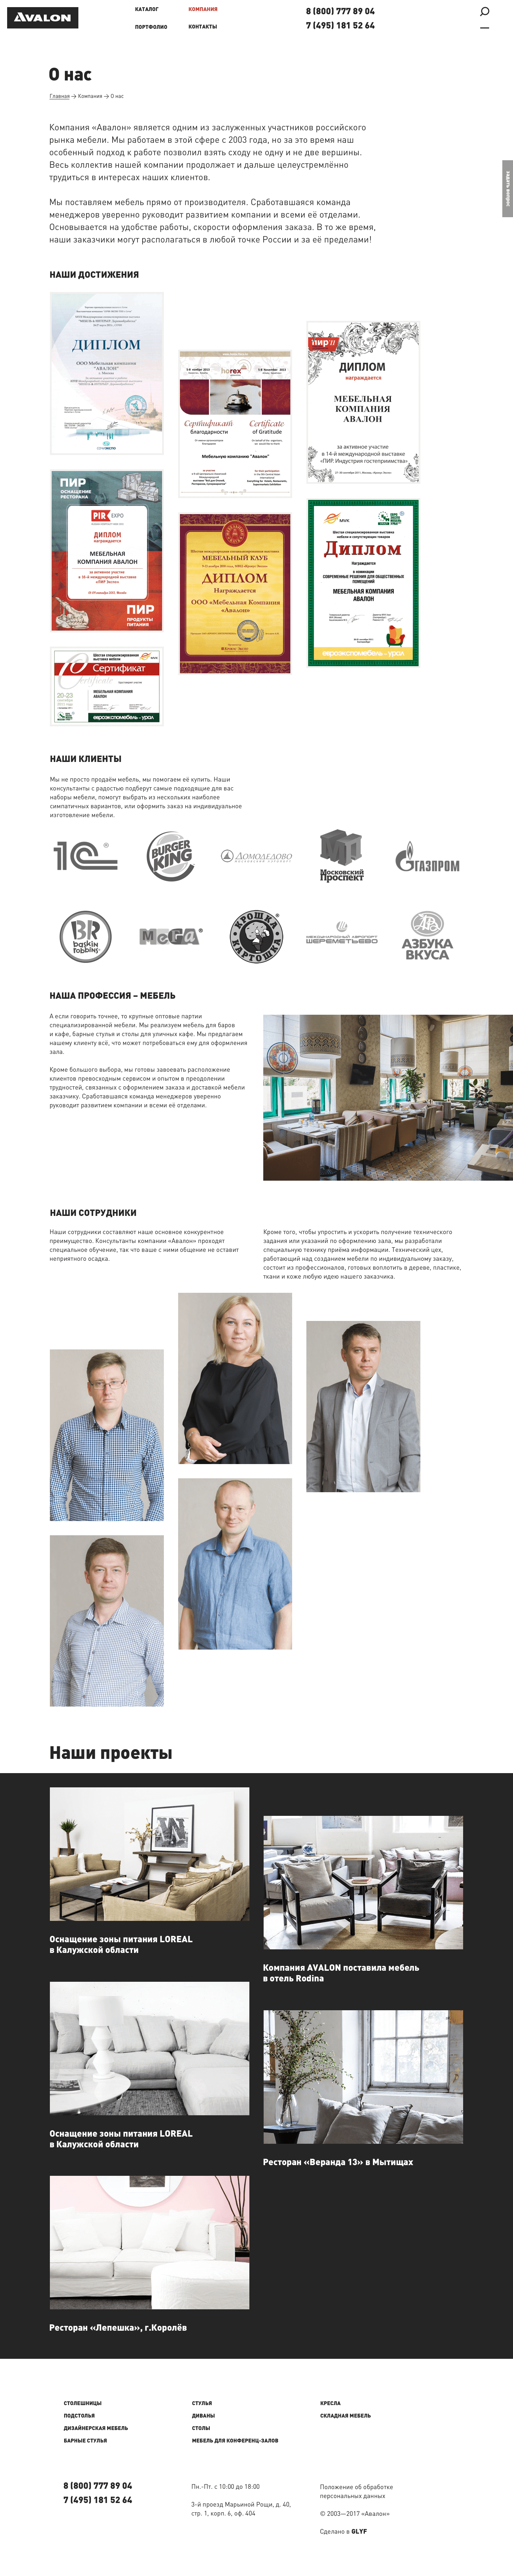 AVALON
КАТАЛОГ
КОМПАНИЯ
ПОРТФОЛИО
КОНТАКТЫ
8 (800) 777 89 04
7 (495) 181 52 64
О нас
Главная → Компания → О нас
Компания «Авалон» является одним из заслуженных участников российского
рынка мебели. Мы работаем в этой сфере с 2003 года, но за это время наш
особенный подход к работе позволил взять сходу не одну и не две вершины.
Весь коллектив нашей компании продолжает и дальше целеустремлённо
трудиться в интересах наших клиентов.
Мы поставляем мебель прямо от производителя. Сработавшаяся команда
менеджеров уверенно руководит развитием компании и всеми её отделами.
Основывается на удобстве работы, скорости оформления заказа. В то же время,
наши заказчики могут располагаться в любой точке России и за её пределами!
задать вопрос
НАШИ ДОСТИЖЕНИЯ
ДИПЛОМ
ООО Мебельная компания
"АВАЛОН"
horex
Сертификат
благодарности
Certificate
of Gratitude
Мебельную компанию "Авалон"
ПИР
ДИПЛОМ
награждается
МЕБЕЛЬНАЯ
КОМПАНИЯ
АВАЛОН
за активное участие
в 14-й международной выставке
«ПИР. Индустрия гостеприимства»
ПИР
ОСНАЩЕНИЕ
РЕСТОРАНА
PIR EXPO
ДИПЛОМ
награждается
МЕБЕЛЬНАЯ
КОМПАНИЯ АВАЛОН
ПИР
ПРОДУКТЫ
ПИТАНИЯ
МЕБЕЛЬНЫЙ КЛУБ
ДИПЛОМ
Награждается
ООО «Мебельная Компания
«Авалон»
МVK
Диплом
Награждается
МЕБЕЛЬНАЯ КОМПАНИЯ
АВАЛОН
евроэкспомебель-урал
Сертификат
20-23
МЕБЕЛЬНАЯ КОМПАНИЯ
АВАЛОН
евроэкспомебель-урал
НАШИ КЛИЕНТЫ
Мы не просто продаём мебель, мы помогаем её купить. Наши
консультанты с радостью подберут самые подходящие для вас
наборы мебели, помогут выбрать из нескольких наиболее
симпатичных вариантов, или оформить заказ на индивидуальное
изготовление мебели.
1С®
BURGER KING
ДОМОДЕДОВО
МОСКОВСКИЙ АЭРОПОРТ
Московский
Проспект
ГАЗПРОМ
BR
baskin
robbins
МЕГА
КРОШКА КАРТОШКА
МЕЖДУНАРОДНЫЙ АЭРОПОРТ
ШЕРЕМЕТЬЕВО
АЗБУКА
ВКУСА
НАША ПРОФЕССИЯ – МЕБЕЛЬ
А если говорить точнее, то крупные оптовые партии
специализированной мебели. Мы реализуем мебель для баров
и кафе, барные стулья и столы для уличных кафе. Мы предлагаем
нашему клиенту всё, что может потребоваться ему для оформления
зала.
Кроме большого выбора, мы готовы завоевать расположение
клиентов превосходным сервисом и опытом в преодолении
трудностей, связанных с оформлением заказа и доставкой мебели
заказчику. Сработавшаяся команда менеджеров уверенно
руководит развитием компании и всеми её отделами.
НАШИ СОТРУДНИКИ
Наши сотрудники составляют наше основное конкурентное
преимущество. Консультанты компании «Авалон» проходят
специальное обучение, так что ваше с ними общение не оставит
неприятного осадка.
Кроме того, чтобы упростить и ускорить получение технического
задания или указаний по оформлению зала, мы разработали
специальную технику приёма информации. Технический цех,
работающий над созданием мебели по индивидуальному заказу,
состоит из профессионалов, готовых воплотить в дереве, пластике,
ткани и коже любую идею нашего заказчика.
Наши проекты
Оснащение зоны питания LOREAL
в Калужской области
Компания AVALON поставила мебель
в отель Rodina
Оснащение зоны питания LOREAL
в Калужской области
Ресторан «Веранда 13» в Мытищах
Ресторан «Лепешка», г.Королёв
СТОЛЕШНИЦЫ
ПОДСТОЛЬЯ
ДИЗАЙНЕРСКАЯ МЕБЕЛЬ
БАРНЫЕ СТУЛЬЯ
СТУЛЬЯ
ДИВАНЫ
СТОЛЫ
МЕБЕЛЬ ДЛЯ КОНФЕРЕНЦ-ЗАЛОВ
КРЕСЛА
СКЛАДНАЯ МЕБЕЛЬ
8 (800) 777 89 04
7 (495) 181 52 64
Пн.-Пт. с 10:00 до 18:00
3-й проезд Марьиной Рощи, д. 40,
стр. 1, корп. 6, оф. 404
Положение об обработке
персональных данных
© 2003—2017 «Авалон»
Сделано в GLYF